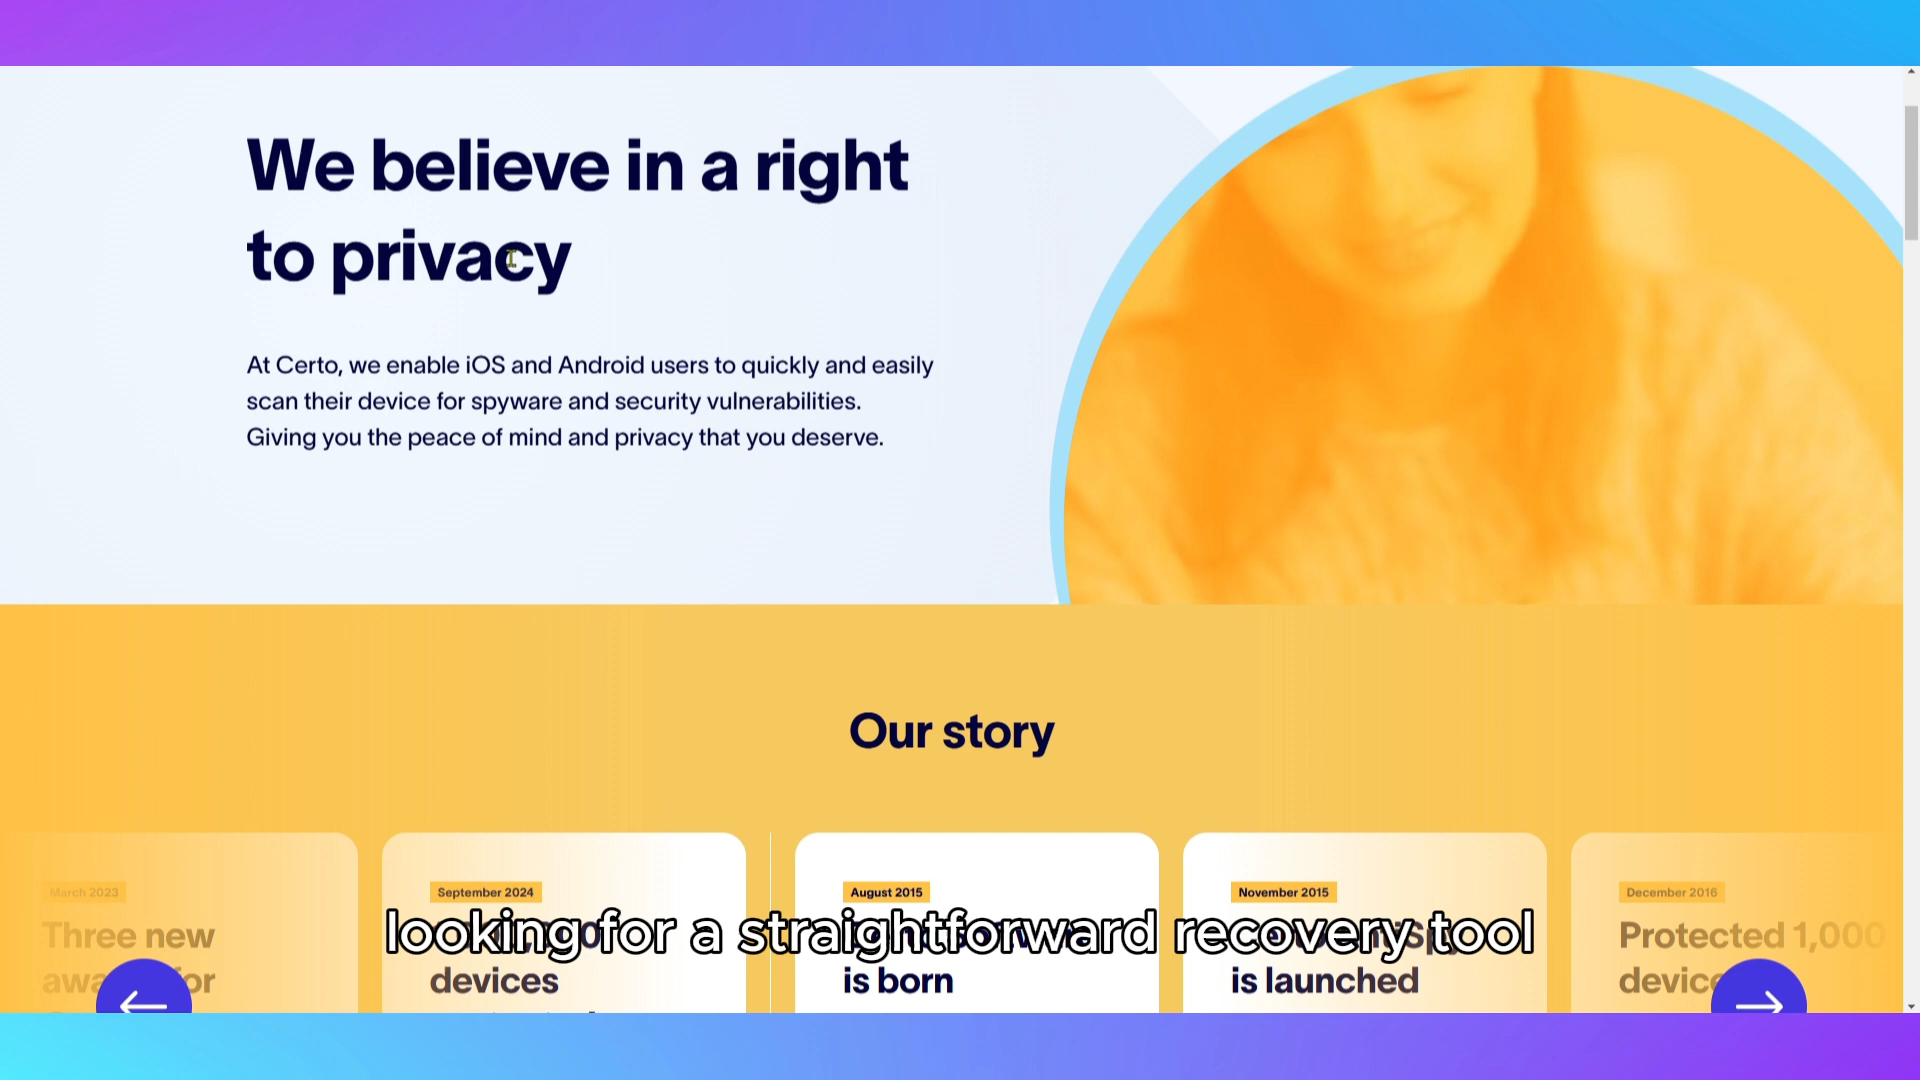 We believe in a right
to privacy
At Certo, we enable iOS and Android users to quickly and easily
scan their device for spyware and security vulnerabilities.
Giving you the peace of mind and privacy that you deserve.
Our story
March 2023
Three new
September 2024
devices
August 2015
is born
November 2015
is launched
December 2016
Protected 1,000
looking for a straightforward recovery tool